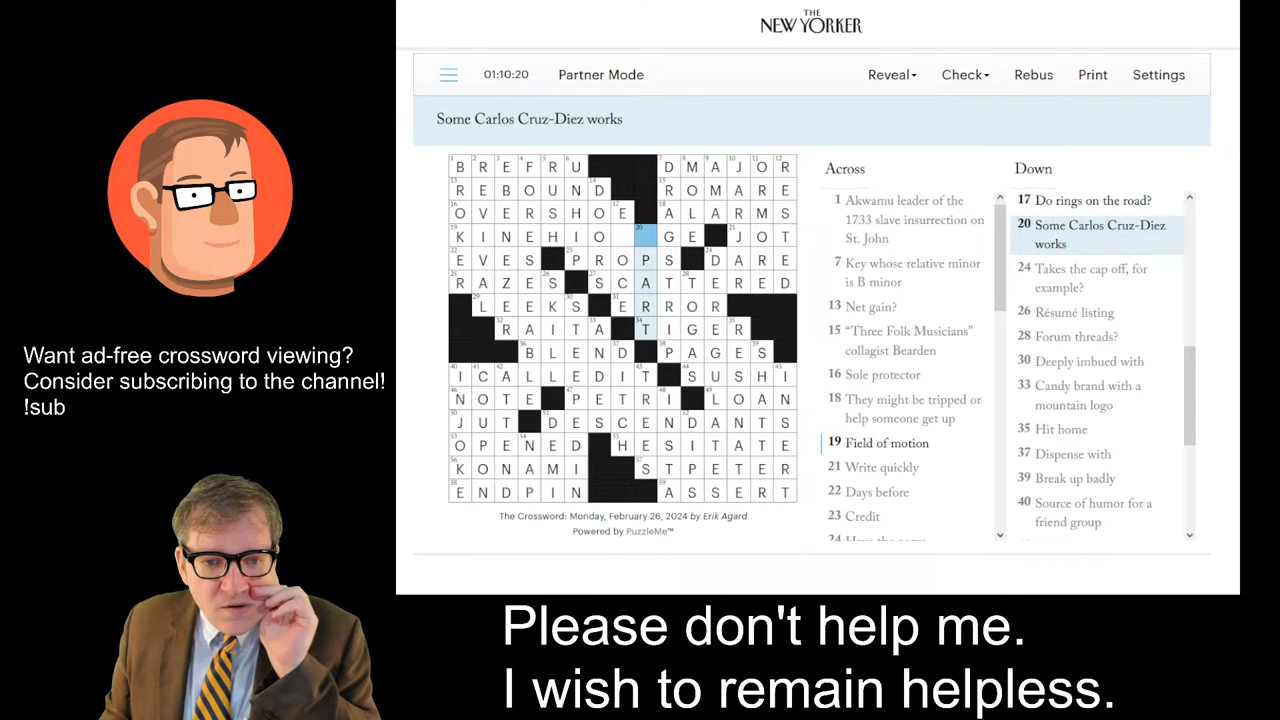 THE
NEW YORKER
01:10:20 Partner Mode Reveal Check Rebus Print Settings
Some Carlos Cruz-Diez works
B R E F R U D M A J O R
R E B O U N D R O M A R E
O V E R S H O E A L A R M S
K I N E H I O G E J O T
E V E S P R O P S D A R E
R A Z E S S C A T T E R E D
L E E K S E R R O R
R A I T A T I G E R
B L E N D P A G E S
I C A L L E D I T S U S H I
N O T E P E T R I L O A N
J U T D E S C E N D A N T S
O P E N E D H E S I T A T E
K O N A M I S T P E T E R
E N D P I N A S S E R T
The Crossword: Monday, February 26, 2024 by Erik Agard
Powered by PuzzleMe™
Across
1 Akwamu leader of the
1733 slave insurrection on
St. John
7 Key whose relative minor
is B minor
13 Net gain?
15 “Three Folk Musicians”
collagist Bearden
16 Sole protector
18 They might be tripped or
help someone get up
19 Field of motion
21 Write quickly
22 Days before
23 Credit
24 Have the nerve
Down
17 Do rings on the road?
20 Some Carlos Cruz-Diez
works
24 Takes the cap off, for
example?
26 Résumé listing
28 Forum threads?
30 Deeply imbued with
33 Candy brand with a
mountain logo
35 Hit home
37 Dispense with
39 Break up badly
40 Source of humor for a
friend group
Want ad-free crossword viewing?
Consider subscribing to the channel!
!sub
Please don't help me.
I wish to remain helpless.